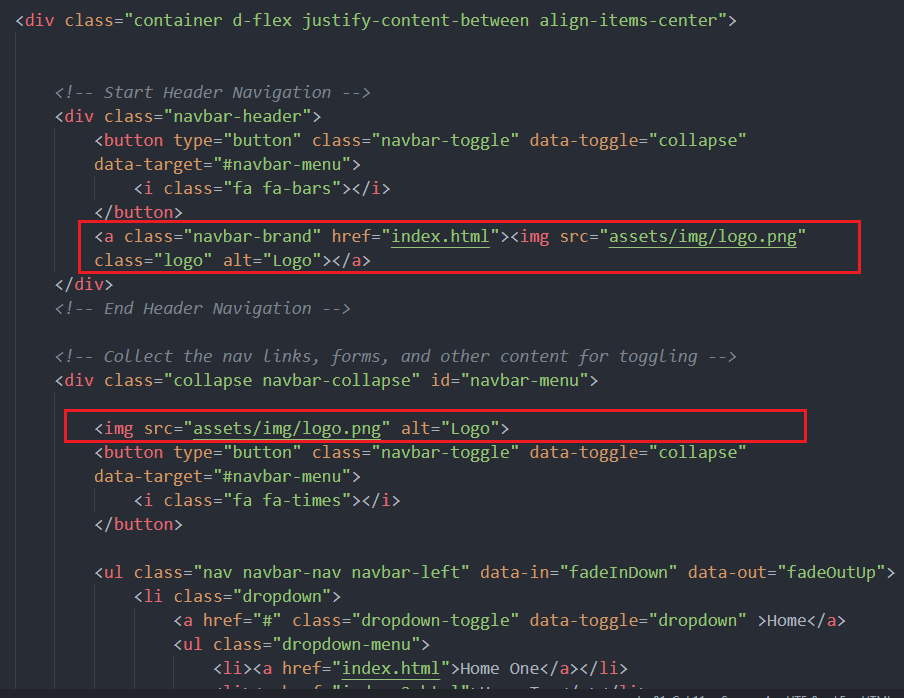 <div class="container d-flex justify-content-between align-items-center">
<!-- Start Header Navigation -->
<div class="navbar-header">
<button type="button" class="navbar-toggle" data-toggle="collapse"
data-target="#navbar-menu">
<i class="fa fa-bars"></i>
</button>
<a class="navbar-brand" href="index.html"><img src="assets/img/logo.png"
class="logo" alt="Logo"></a>
</div>
<!-- End Header Navigation -->
<!-- Collect the nav links, forms, and other content for toggling -->
<div class="collapse navbar-collapse" id="navbar-menu">
<img src="assets/img/logo.png" alt="Logo">
<button type="button" class="navbar-toggle" data-toggle="collapse"
data-target="#navbar-menu">
<i class="fa fa-times"></i>
</button>
<ul class="nav navbar-nav navbar-left" data-in="fadeInDown" data-out="fadeOutUp">
<li class="dropdown">
<a href="#" class="dropdown-toggle" data-toggle="dropdown" >Home</a>
<ul class="dropdown-menu">
<li><a href="index.html">Home One</a></li>